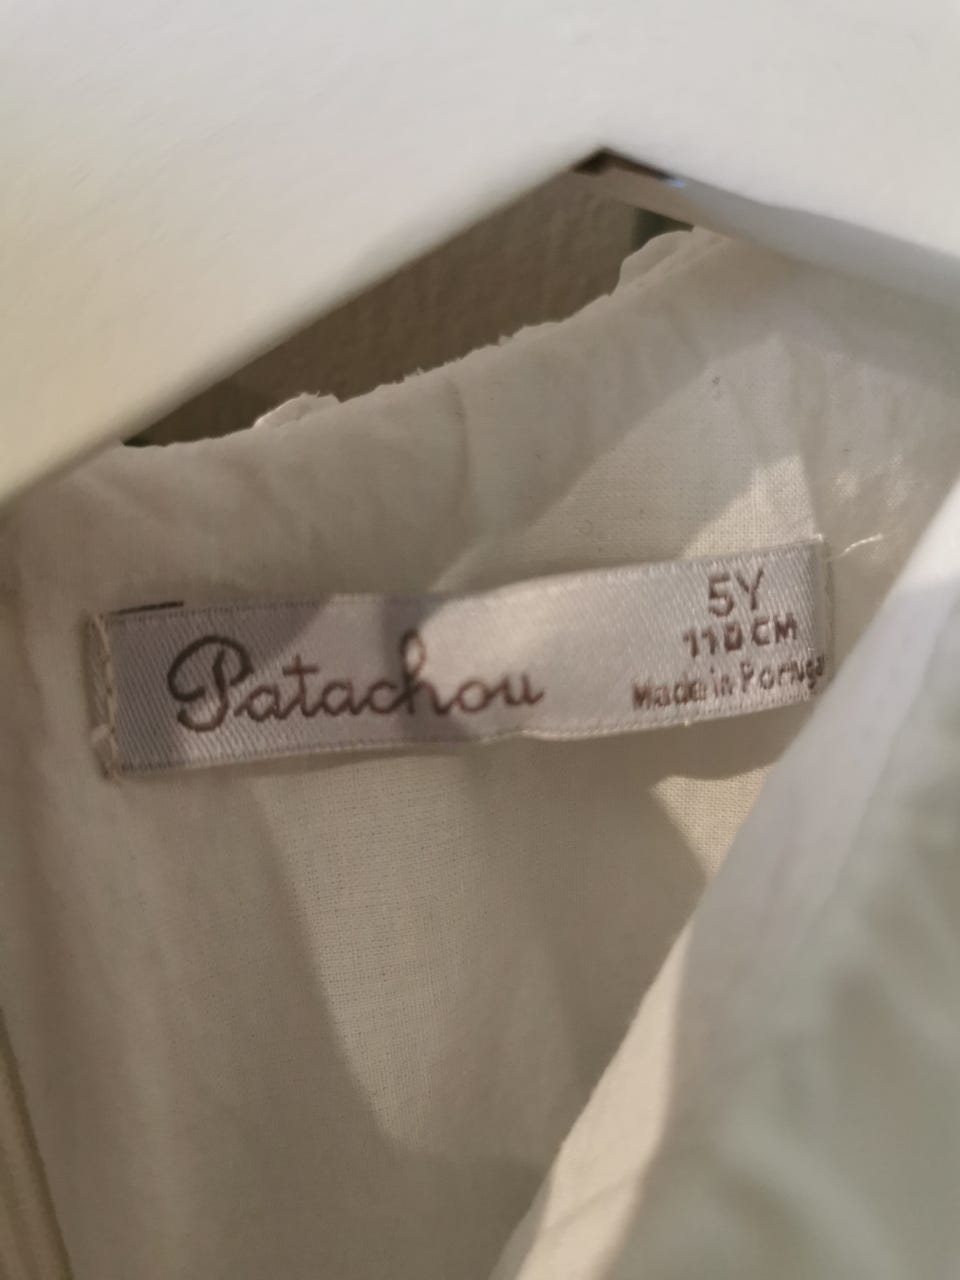 Patachou
5Y
110 CM
Made in Portugal